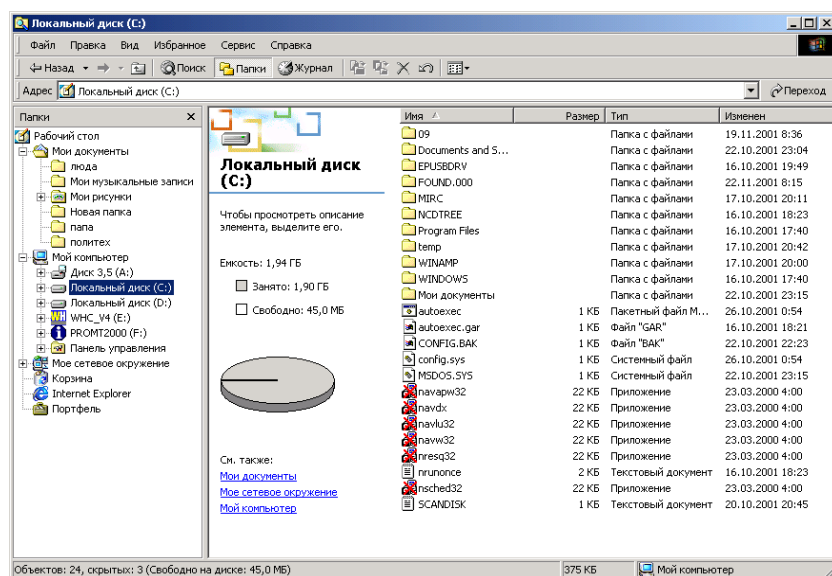 Локальный диск (C:)
Файл Правка Вид Избранное Сервис Справка
Назад Поиск Папки Журнал
Адрес Локальный диск (C:) Переход
Папки
Рабочий стол
Мои документы
люда
Мои музыкальные записи
Мои рисунки
Новая папка
папа
политех
Мой компьютер
Диск 3,5 (A:)
Локальный диск (C:)
Локальный диск (D:)
WHC_V4 (E:)
PROMT2000 (F:)
Панель управления
Мое сетевое окружение
Корзина
Internet Explorer
Портфель
Локальный диск
(C:)
Чтобы просмотреть описание
элемента, выделите его.
Емкость: 1,94 ГБ
Занято: 1,90 ГБ
Свободно: 45,0 МБ
См. также:
Мои документы
Мое сетевое окружение
Мой компьютер
Имя Размер Тип Изменен
09 Папка с файлами 19.11.2001 8:36
Documents and S... Папка с файлами 22.10.2001 23:04
EPUSBDRV Папка с файлами 16.10.2001 19:49
FOUND.000 Папка с файлами 22.11.2001 8:15
MIRC Папка с файлами 17.10.2001 20:11
NCDTREE Папка с файлами 16.10.2001 18:23
Program Files Папка с файлами 16.10.2001 17:40
temp Папка с файлами 17.10.2001 20:42
WINAMP Папка с файлами 17.10.2001 20:00
WINDOWS Папка с файлами 16.10.2001 17:40
Мои документы Папка с файлами 22.10.2001 23:15
autoexec 1 КБ Пакетный файл M... 26.10.2001 0:54
autoexec.gar 1 КБ Файл "GAR" 16.10.2001 18:21
CONFIG.BAK 1 КБ Файл "BAK" 22.10.2001 22:23
config.sys 1 КБ Системный файл 26.10.2001 0:54
MSDOS.SYS 1 КБ Системный файл 22.10.2001 23:15
navapw32 22 КБ Приложение 23.03.2000 4:00
navdx 22 КБ Приложение 23.03.2000 4:00
navlu32 22 КБ Приложение 23.03.2000 4:00
navw32 22 КБ Приложение 23.03.2000 4:00
nresq32 22 КБ Приложение 23.03.2000 4:00
nrunonce 2 КБ Текстовый документ 16.10.2001 18:23
nsched32 22 КБ Приложение 23.03.2000 4:00
SCANDISK 1 КБ Текстовый документ 20.10.2001 20:45
Объектов: 24, скрытых: 3 (Свободно на диске: 45,0 МБ) 375 КБ Мой компьютер